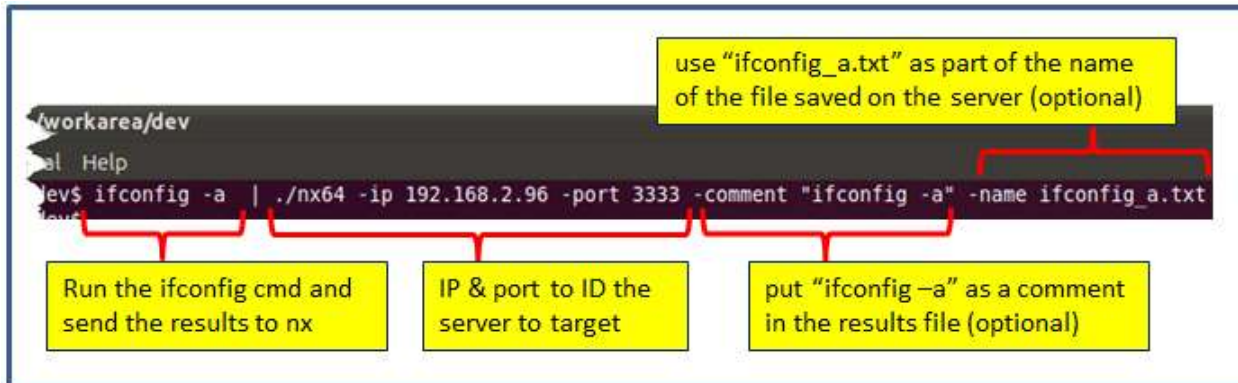 use “ifconfig_a.txt” as part of the name
of the file saved on the server (optional)
/workarea/dev
al Help
dev$ ifconfig -a | ./nx64 -ip 192.168.2.96 -port 3333 -comment "ifconfig -a" -name ifconfig_a.txt
Run the ifconfig cmd and
send the results to nx
IP & port to ID the
server to target
put “ifconfig –a” as a comment
in the results file (optional)